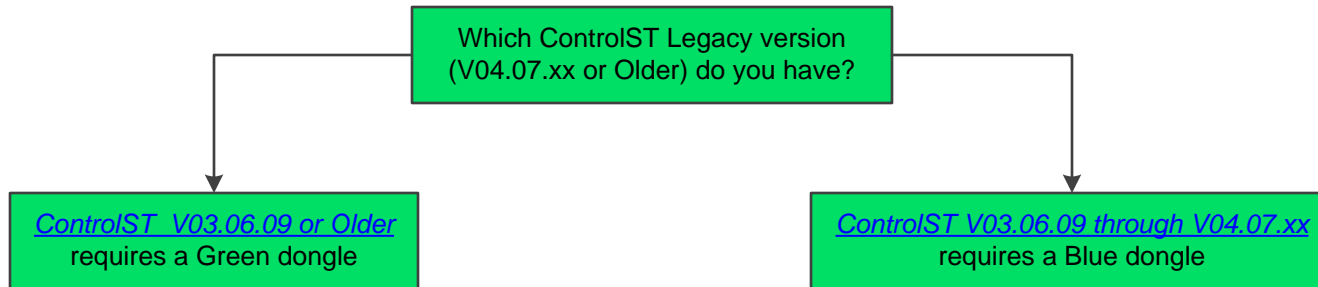 Which ControlST Legacy version
(V04.07.xx or Older) do you have?
ControlST  V03.06.09 or Older
requires a Green dongle
ControlST V03.06.09 through V04.07.xx
requires a Blue dongle